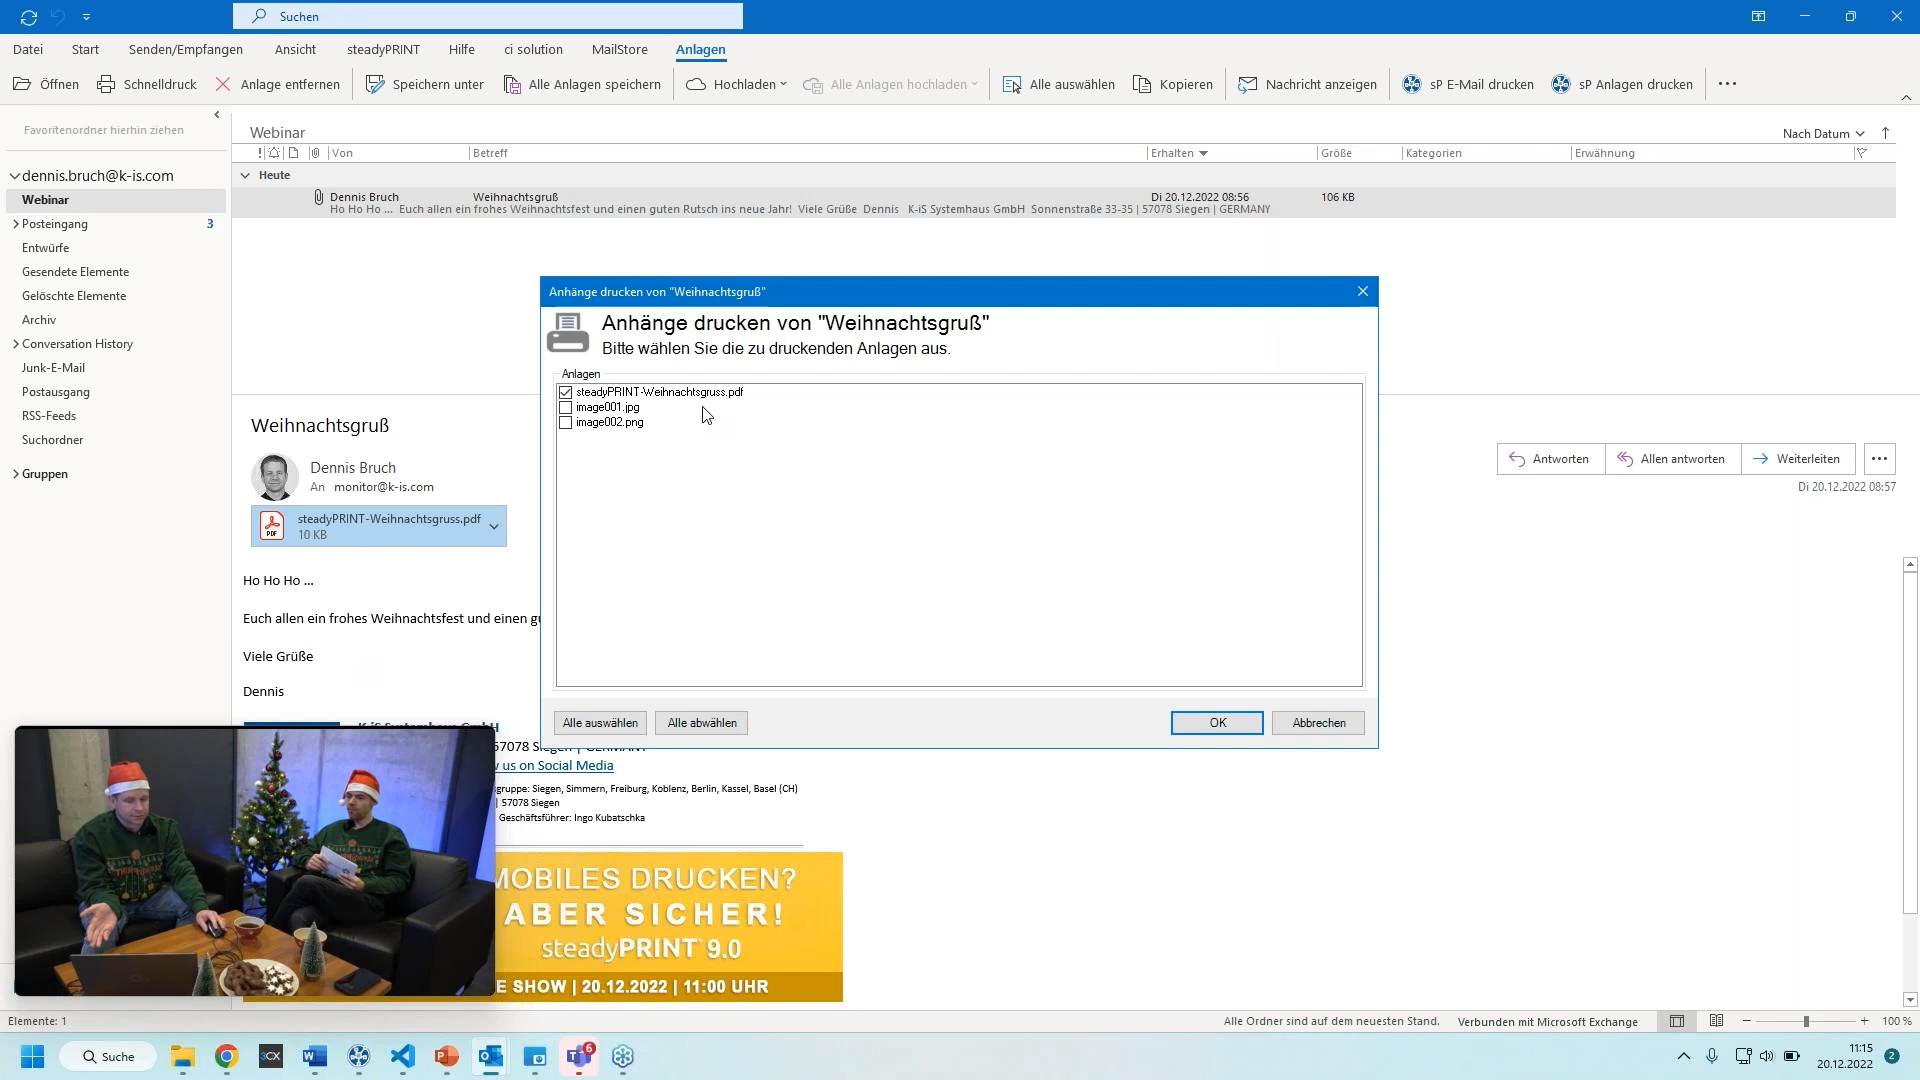 Suchen
Datei Start Senden/Empfangen Ansicht steadyPRINT Hilfe ci solution MailStore Anlagen
Öffnen Schnelldruck Anlage entfernen Speichern unter Alle Anlagen speichern Hochladen Alle Anlagen hochladen Alle auswählen Kopieren Nachricht anzeigen sP E-Mail drucken sP Anlagen drucken ...
Favoritenordner hierhin ziehen
dennis.bruch@k-is.com
Webinar
Posteingang 3
Entwürfe
Gesendete Elemente
Gelöschte Elemente
Archiv
Conversation History
Junk-E-Mail
Postausgang
RSS-Feeds
Suchordner
Gruppen
Webinar
Nach Datum
Von Betreff Erhalten Größe Kategorien Erwähnung
Heute
Dennis Bruch Weihnachtsgruß Di 20.12.2022 08:56 106 KB
Ho Ho Ho ... Euch allen ein frohes Weihnachtsfest und einen guten Rutsch ins neue Jahr! Viele Grüße Dennis K-iS Systemhaus GmbH Sonnenstraße 33-35 | 57078 Siegen | GERMANY
Anhänge drucken von "Weihnachtsgruß"
Anhänge drucken von "Weihnachtsgruß"
Bitte wählen Sie die zu druckenden Anlagen aus.
Anlagen
steadyPRINT-Weihnachtsgruss.pdf
image001.jpg
image002.png
Alle auswählen Alle abwählen OK Abbrechen
Weihnachtsgruß
Dennis Bruch
An monitor@k-is.com
Antworten Allen antworten Weiterleiten ...
Di 20.12.2022 08:57
PDF
steadyPRINT-Weihnachtsgruss.pdf
10 KB
Ho Ho Ho ...
Euch allen ein frohes Weihnachtsfest und einen
Viele Grüße
Dennis
K-iS Systemhaus GmbH
57078 Siegen | GERMANY
us on Social Media
gruppe: Siegen, Simmern, Freiburg, Koblenz, Berlin, Kassel, Basel (CH)
| 57078 Siegen
Geschäftsführer: Ingo Kubatschka
MOBILES DRUCKEN?
ABER SICHER!
steadyPRINT 9.0
E SHOW | 20.12.2022 | 11:00 UHR
Elemente: 1
Alle Ordner sind auf dem neuesten Stand. Verbunden mit Microsoft Exchange 100 %
Suche
3CX
6
11:15
20.12.2022
2